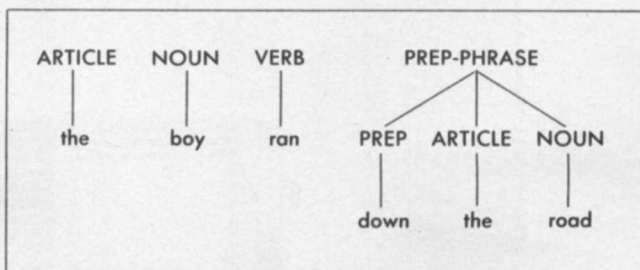 ARTICLE NOUN VERB PREP-PHRASE
the boy ran PREP ARTICLE NOUN
down the road